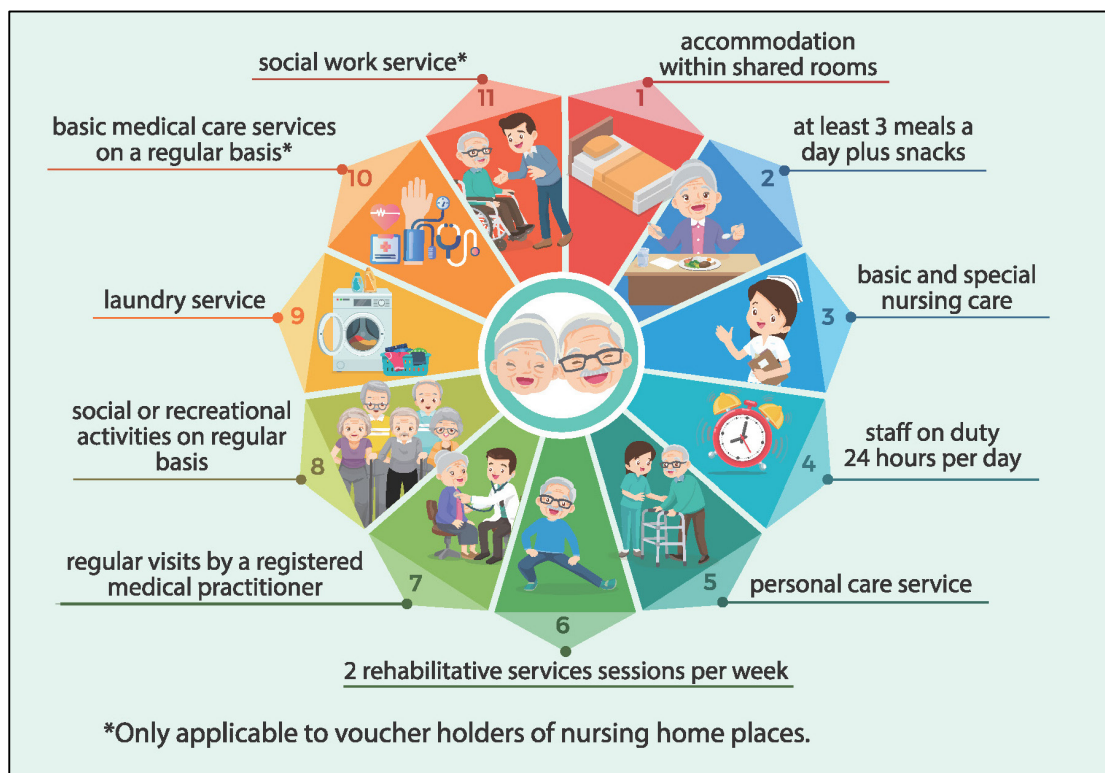 1
accommodation
within shared rooms
2
at least 3 meals a
day plus snacks
3
basic and special
nursing care
4
staff on duty
24 hours per day
5
personal care service
6
2 rehabilitative services sessions per week
7
regular visits by a registered
medical practitioner
8
social or recreational
activities on regular
basis
9
laundry service
10
basic medical care services
on a regular basis*
11
social work service*
*Only applicable to voucher holders of nursing home places.